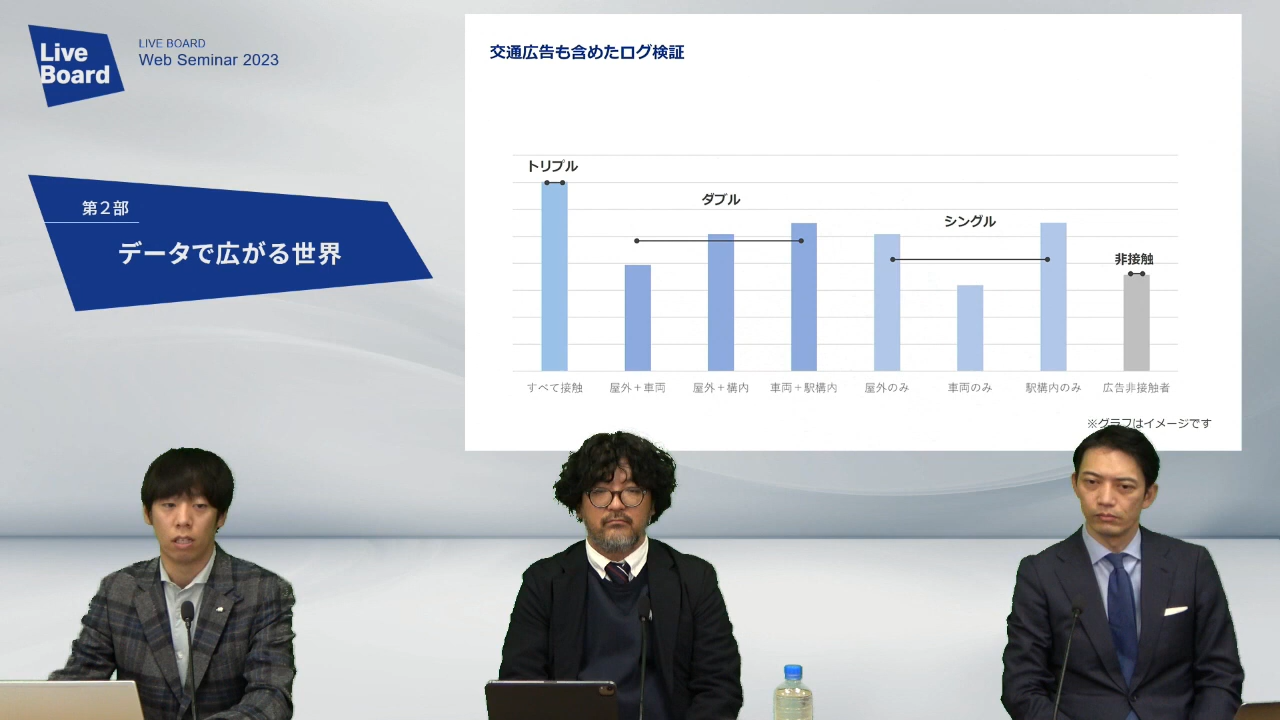 Live
Board
LIVE BOARD
Web Seminar 2023
第２部
データで広がる世界
交通広告も含めたログ検証
トリプル
ダブル
シングル
非接触
すべて接触
屋外＋車両
屋外＋構内
車両＋駅構内
屋外のみ
車両のみ
駅構内のみ
広告非接触者
※グラフはイメージです